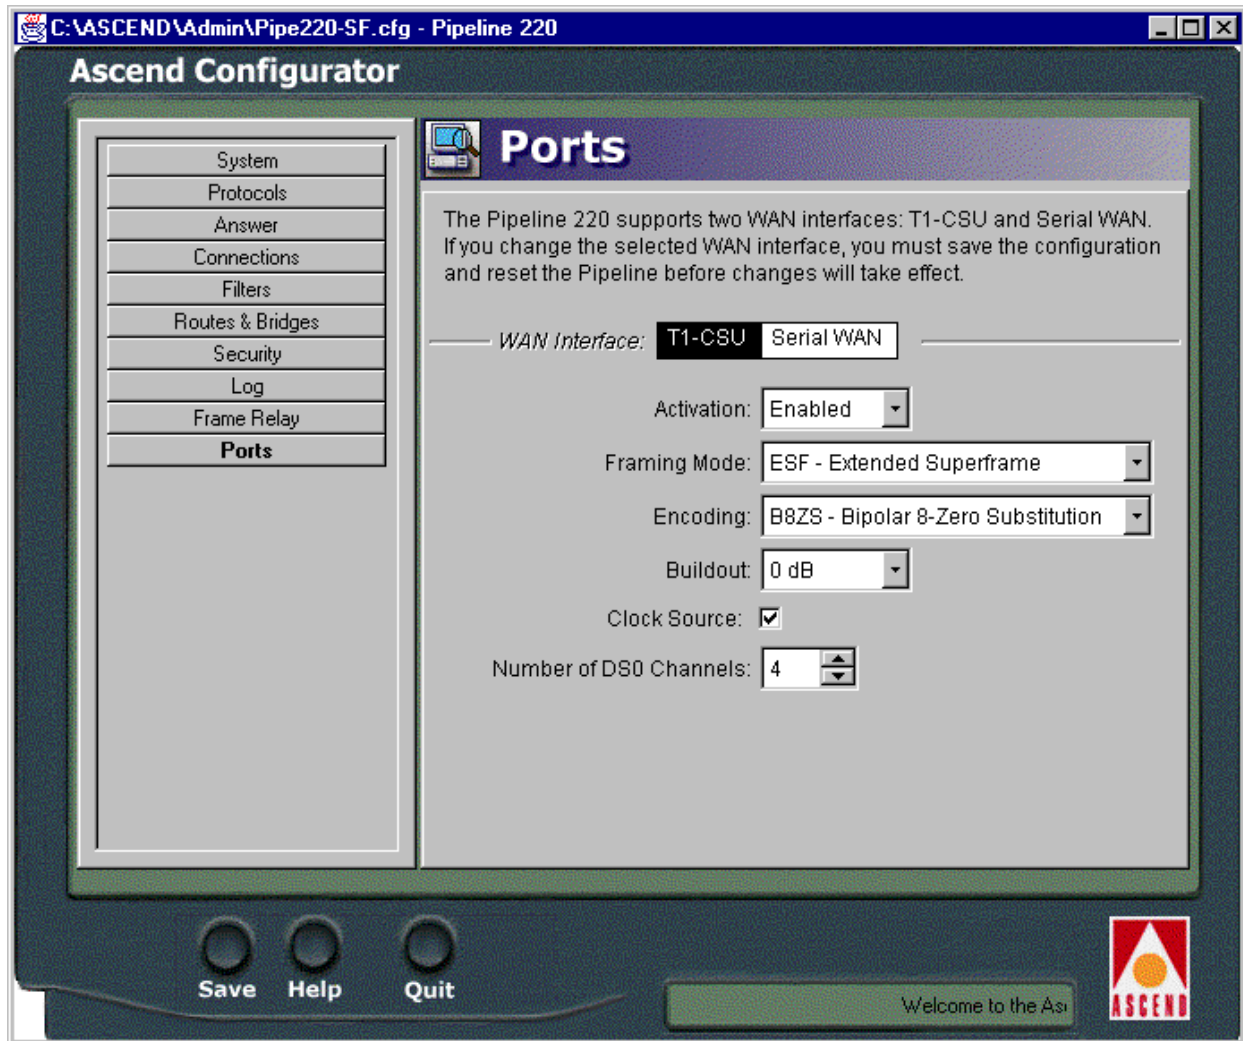 C:\ASCEND\Admin\Pipe220-SF.cfg - Pipeline 220
Ascend Configurator
System
Protocols
Answer
Connections
Filters
Routes & Bridges
Security
Log
Frame Relay
Ports
Ports
The Pipeline 220 supports two WAN interfaces: T1-CSU and Serial WAN.
If you change the selected WAN interface, you must save the configuration
and reset the Pipeline before changes will take effect.
WAN Interface: T1-CSU Serial WAN
Activation: Enabled
Framing Mode: ESF - Extended Superframe
Encoding: B8ZS - Bipolar 8-Zero Substitution
Buildout: 0 dB
Clock Source:
Number of DS0 Channels: 4
Save Help Quit
Welcome to the As
ASCEND